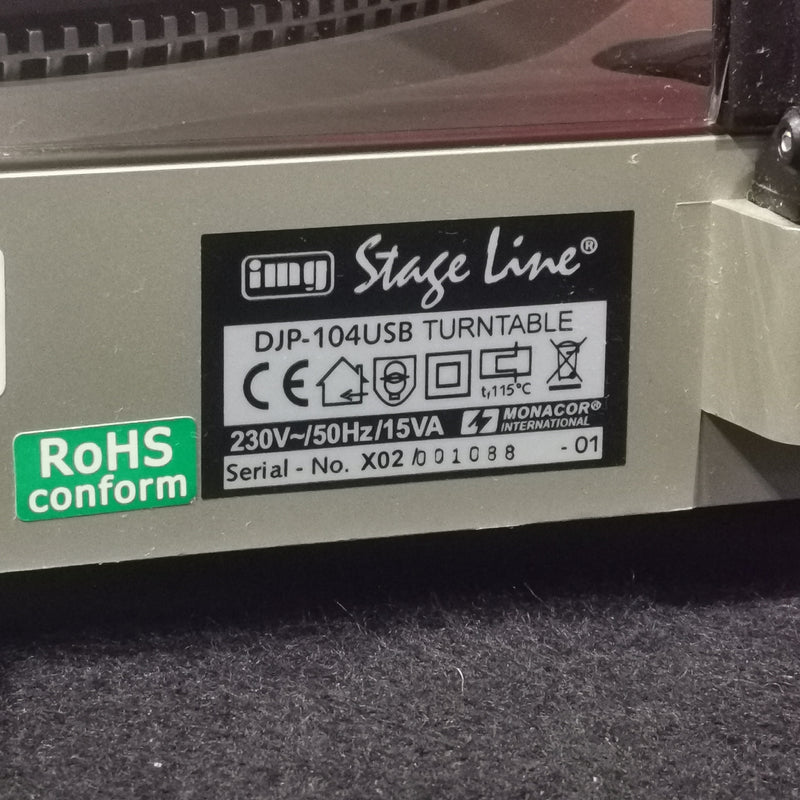 img Stage Line®
DJP-104USB TURNTABLE
CE
t,115°C
230V~/50Hz/15VA MONACOR®
INTERNATIONAL
Serial - No. X02/001088 - 01
RoHS
conform